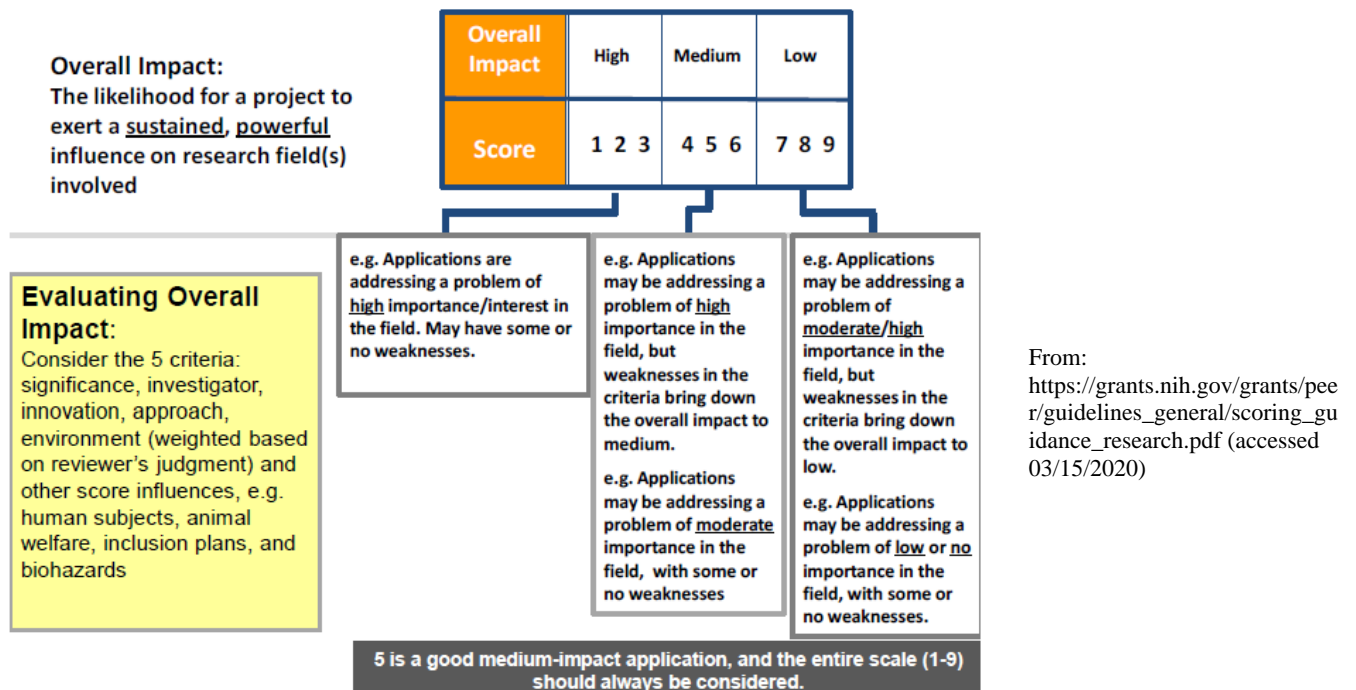 Overall Impact:
The likelihood for a project to
exert a sustained, powerful
influence on research field(s)
involved
Overall
Impact
High
Medium
Low
Score
1 2 3
4 5 6
7 8 9
Evaluating Overall
Impact:
Consider the 5 criteria:
significance, investigator,
innovation, approach,
environment (weighted based
on reviewer's judgment) and
other score influences, e.g.
human subjects, animal
welfare, inclusion plans, and
biohazards
e.g. Applications are
addressing a problem of
high importance/interest in
the field. May have some or
no weaknesses.
e.g. Applications
may be addressing a
problem of high
importance in the
field, but
weaknesses in the
criteria bring down
the overall impact to
medium.
e.g. Applications
may be addressing a
problem of moderate
importance in the
field, with some or
no weaknesses
e.g. Applications
may be addressing a
problem of
moderate/high
importance in the
field, but
weaknesses in the
criteria bring down
the overall impact to
low.
e.g. Applications
may be addressing a
problem of low or no
importance in the
field, with some or
no weaknesses.
5 is a good medium-impact application, and the entire scale (1-9)
should always be considered.
From:
https://grants.nih.gov/grants/pee
r/guidelines_general/scoring_gu
idance_research.pdf (accessed
03/15/2020)